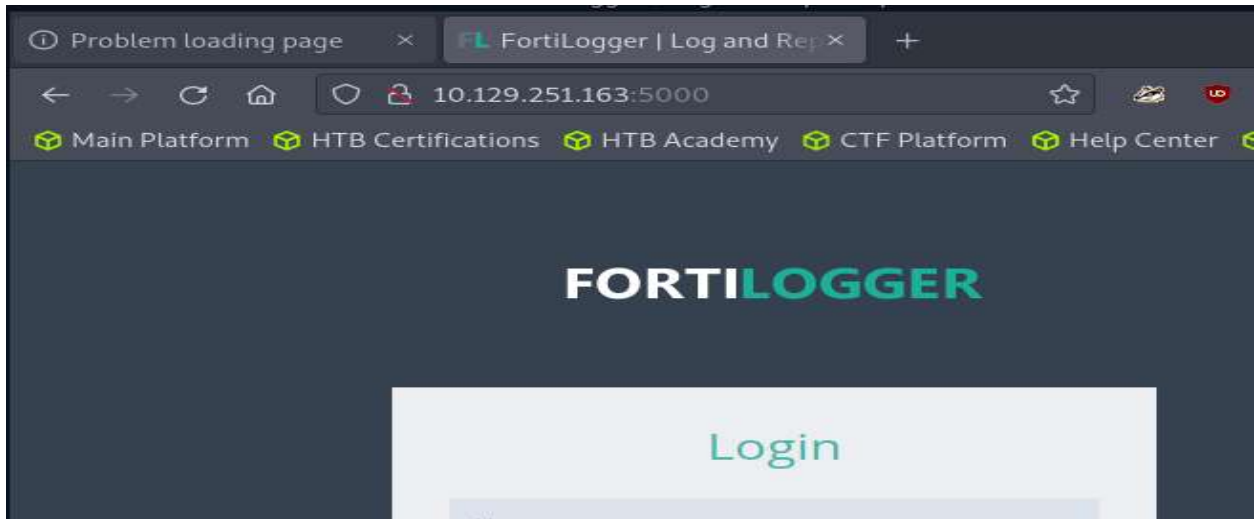 Problem loading page
FL FortiLogger | Log and Rep
10.129.251.163:5000
Main Platform HTB Certifications HTB Academy CTF Platform Help Center
FORTILOGGER
Login